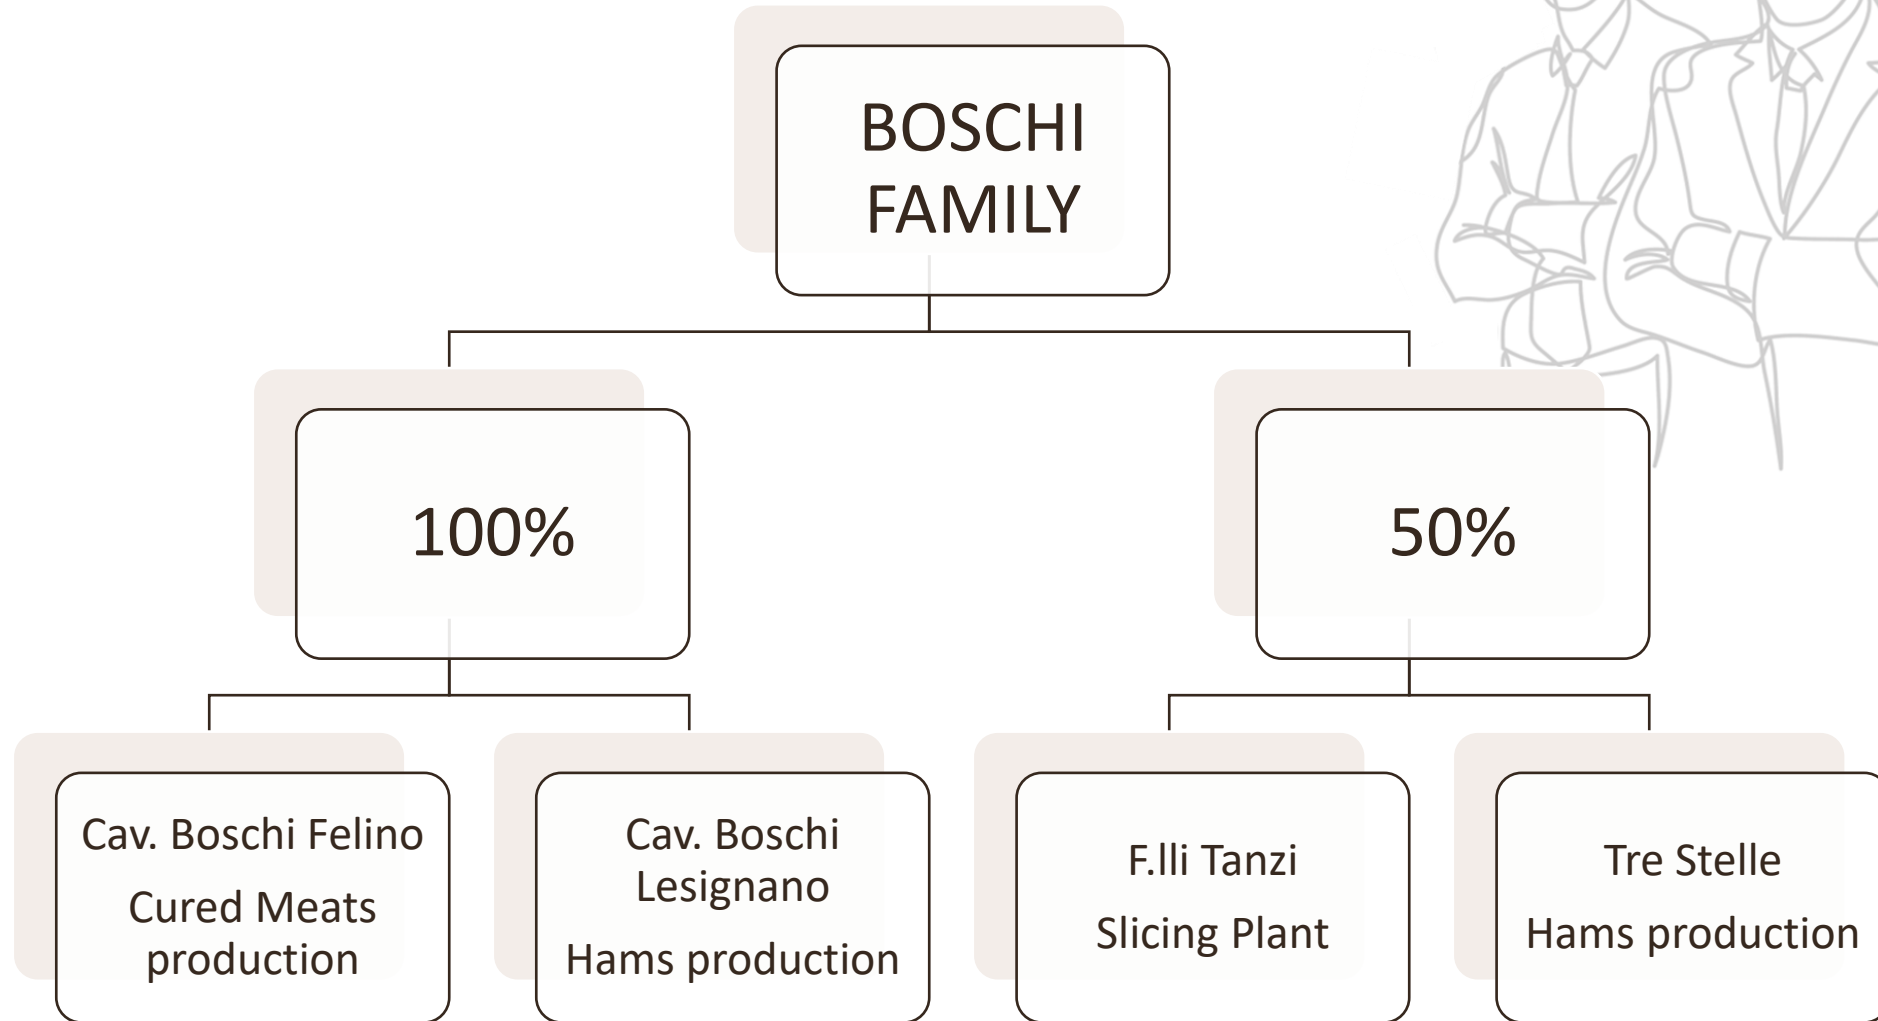 BOSCHI
FAMILY
100%
50%
Cav. Boschi Felino
Cured Meats
production
Cav. Boschi
Lesignano
Hams production
F.lli Tanzi
Slicing Plant
Tre Stelle
Hams production